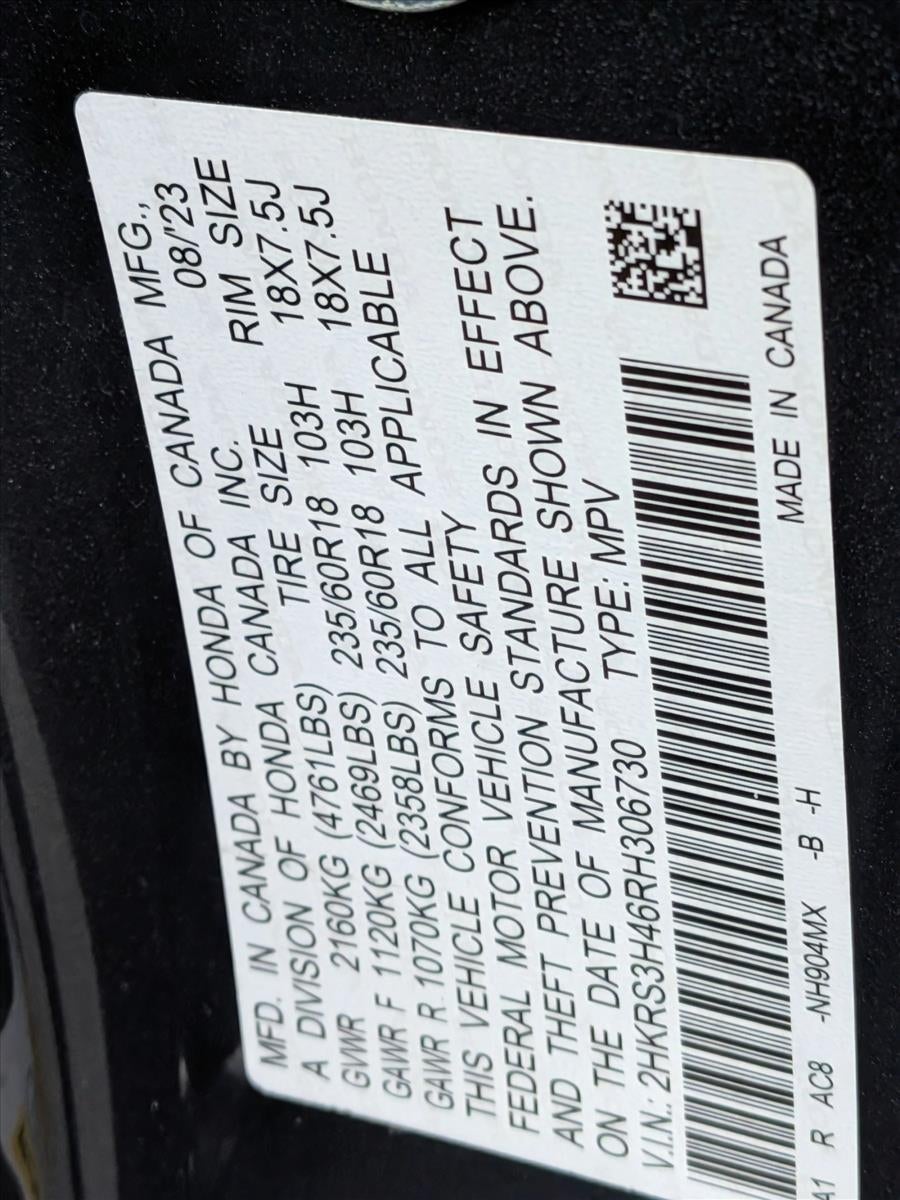 MFD. IN CANADA BY HONDA OF CANADA MFG.,
A DIVISION OF HONDA CANADA INC. 08/'23
TIRE SIZE RIM SIZE
GVWR 2160KG (4761LBS)
GAWR F 1120KG (2469LBS) 235/60R18 103H 18X7.5J
GAWR R 1070KG (2358LBS) 235/60R18 103H 18X7.5J
THIS VEHICLE CONFORMS TO ALL APPLICABLE
FEDERAL MOTOR VEHICLE SAFETY
AND THEFT PREVENTION STANDARDS IN EFFECT
ON THE DATE OF MANUFACTURE SHOWN ABOVE.
V.I.N.: 2HKRS3H46RH306730 TYPE: MPV
A1 R AC8 -NH904MX -B -H MADE IN CANADA